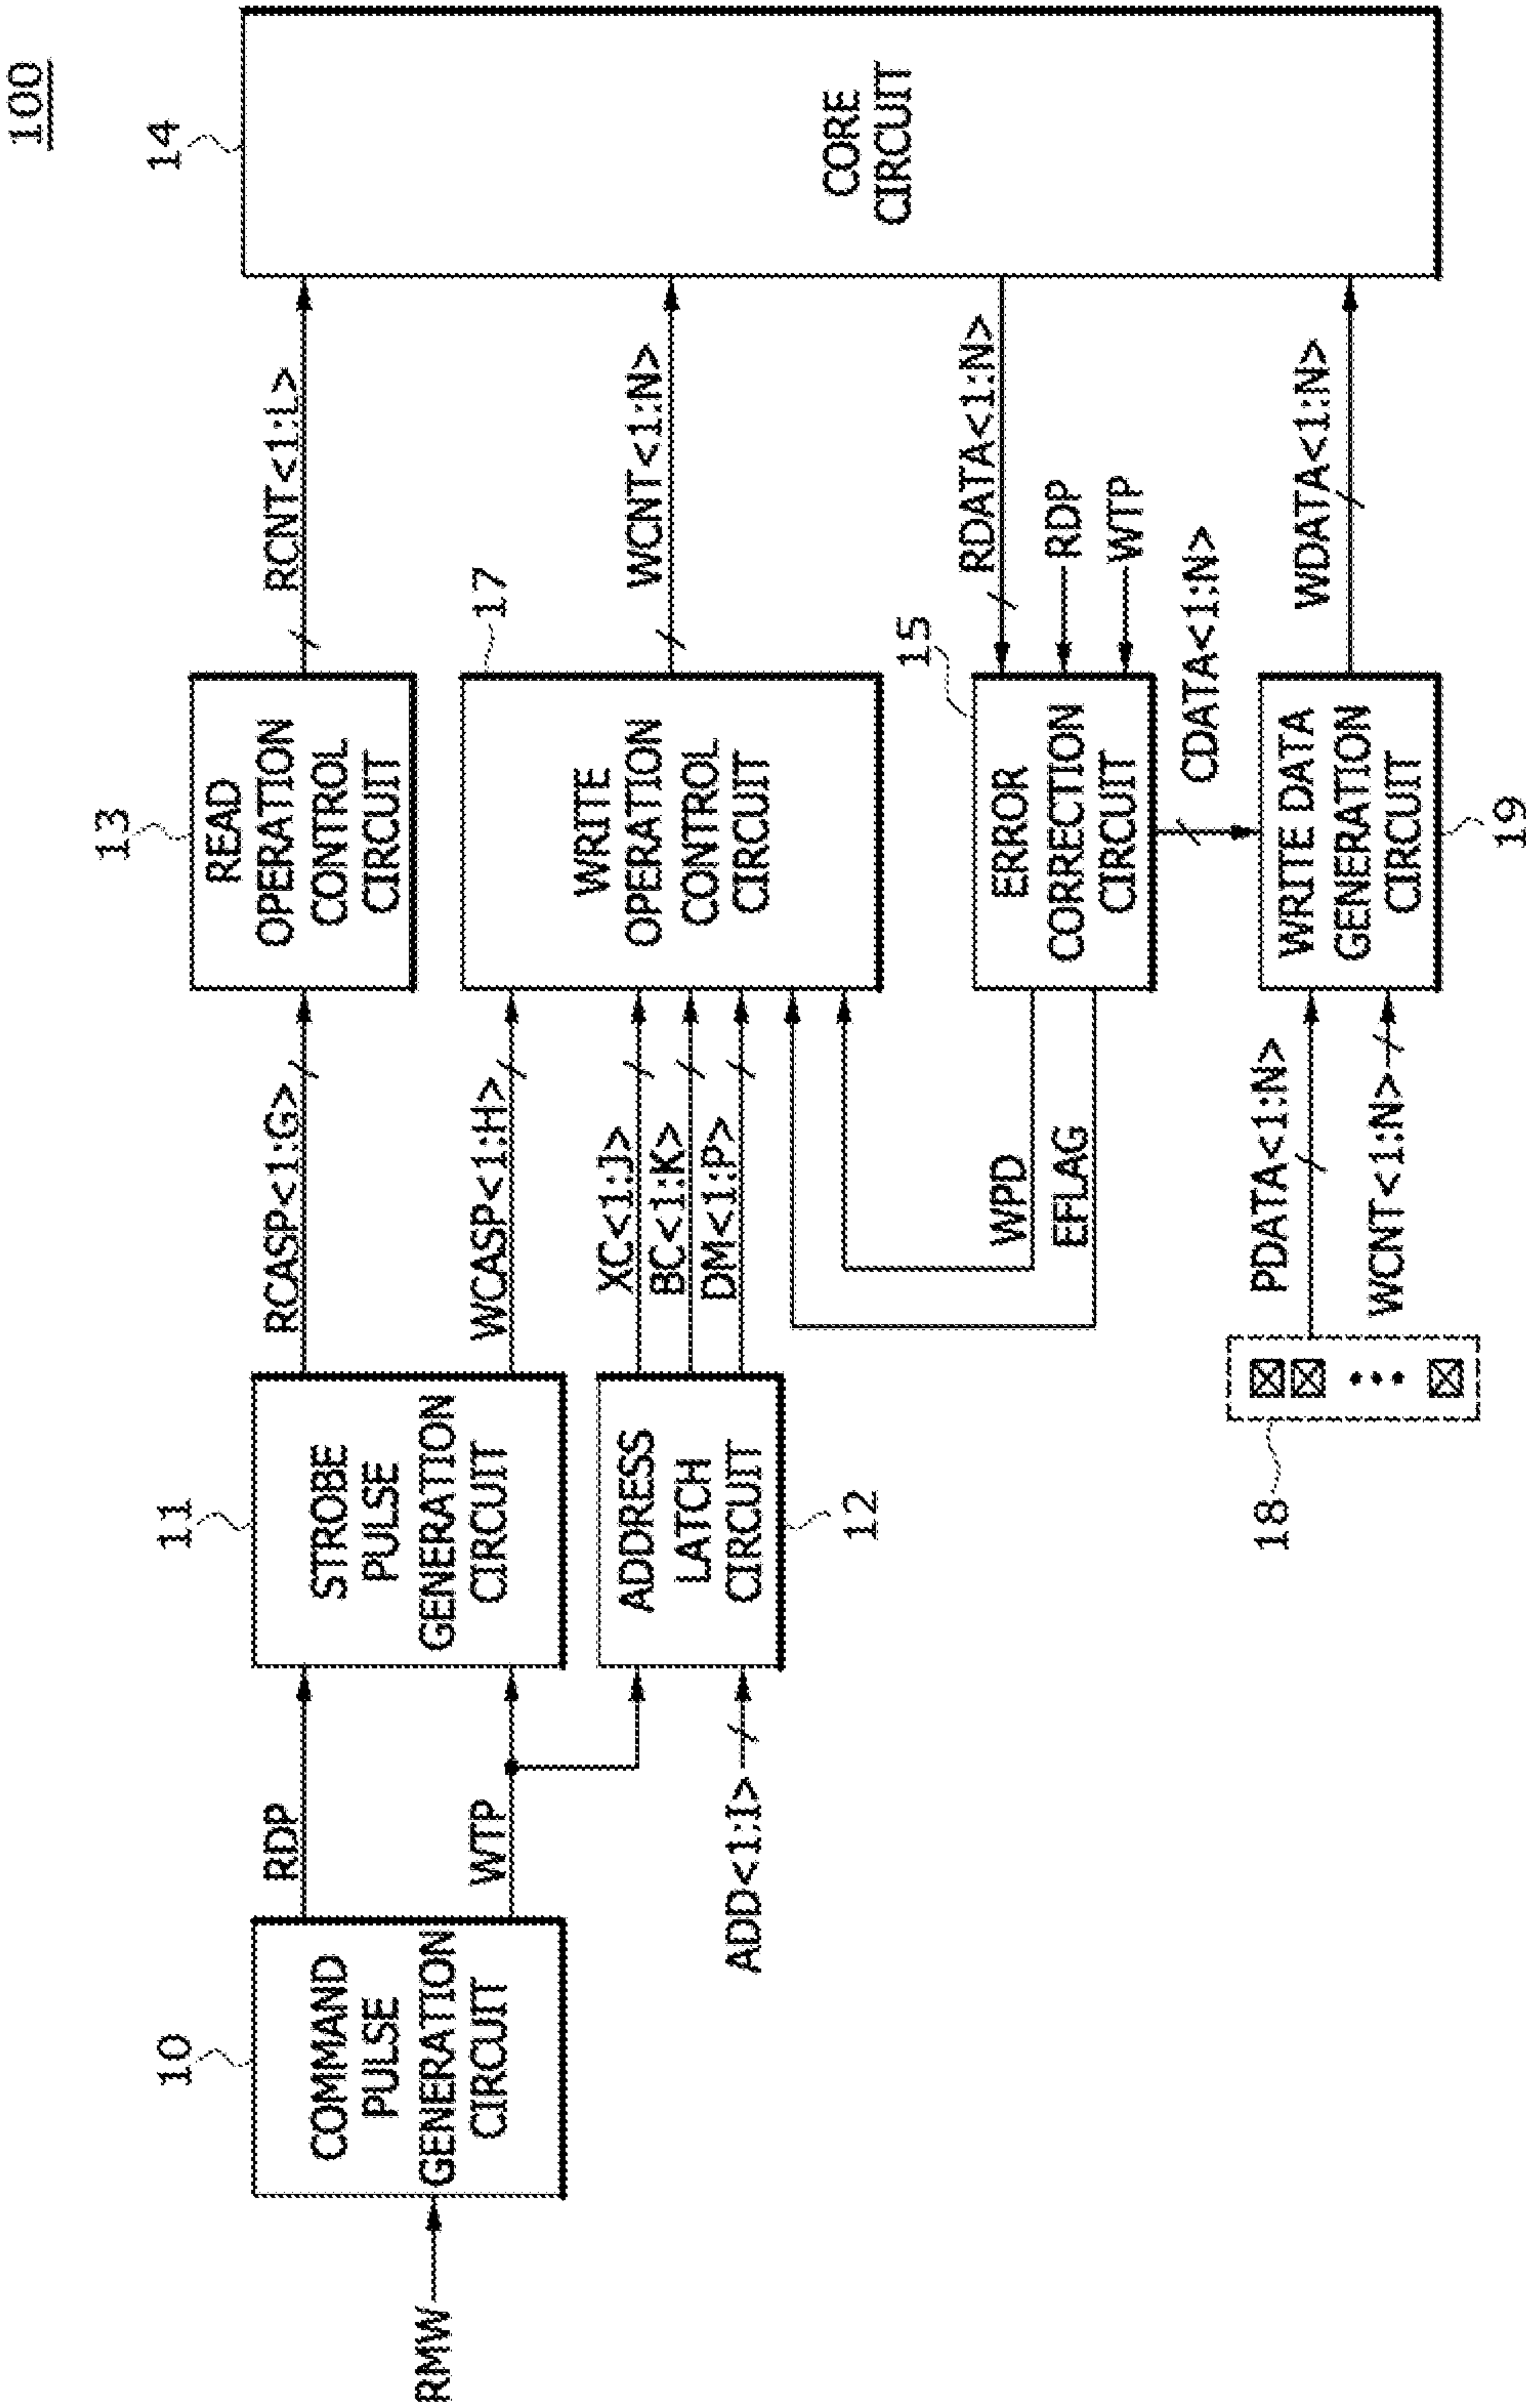 100
14
CORE
CIRCUIT
RCNT<1:L>
WCNT<1:N>
RDATA<1:N>
RDP
WTP
CDATA<1:N>
WDATA<1:N>
13
READ
OPERATION
CONTROL
CIRCUIT
17
WRITE
OPERATION
CONTROL
CIRCUIT
15
ERROR
CORRECTION
CIRCUIT
WRITE DATA
GENERATION
CIRCUIT
19
RCASP<1:G>
WCASP<1:H>
XC<1:J>
BC<1:K>
DM<1:P>
WPD
EFLAG
PDATA<1:N>
WCNT<1:N>
18
11
STROBE
PULSE
GENERATION
CIRCUIT
ADDRESS
LATCH
CIRCUIT
12
RDP
WTP
ADD<1:I>
10
COMMAND
PULSE
GENERATION
CIRCUIT
RMW